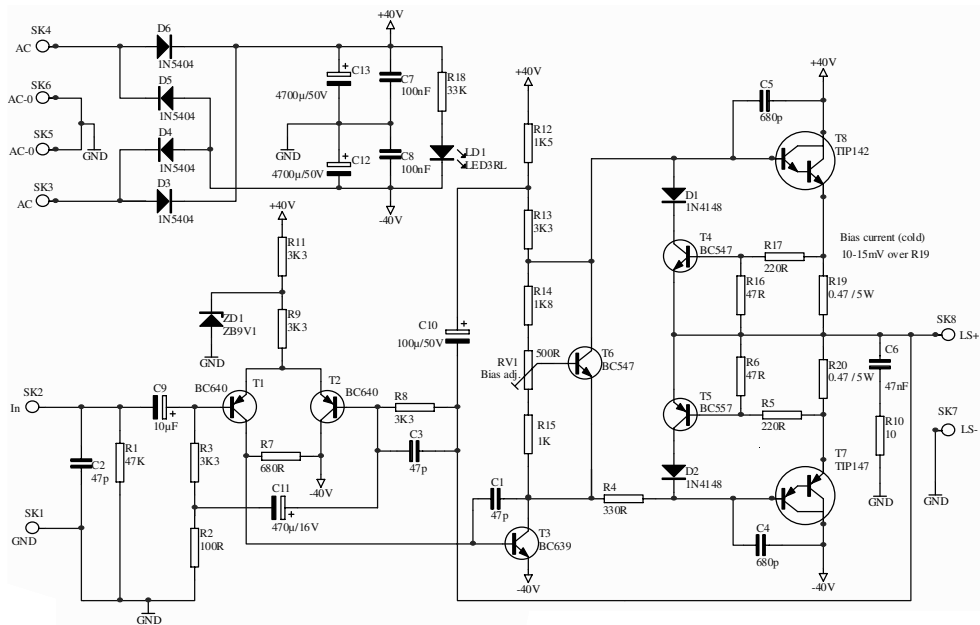 SK4
AC
SK6
AC-0
SK5
AC-0
GND
SK3
AC
D6
1N5404
D5
1N5404
D4
1N5404
D3
1N5404
+40V
C13
4700µ/50V
C7
100nF
R18
33K
GND
C12
4700µ/50V
C8
100nF
LD1
LED3RL
-40V
+40V
R11
3K3
R9
3K3
ZD1
ZB9V1
GND
C10
100µ/50V
SK2
In
C9
10µF
BC640
T1
T2
BC640
R8
3K3
C3
47p
R1
47K
C2
47p
R3
3K3
R7
680R
-40V
C11
470µ/16V
SK1
GND
R2
100R
GND
+40V
R12
1K5
R13
3K3
R14
1K8
RV1
500R
Bias adj.
T6
BC547
R15
1K
C1
47p
R4
330R
T3
BC639
-40V
+40V
C5
680p
T8
TIP142
D1
1N4148
T4
BC547
R17
220R
Bias current (cold)
10-15mV over R19
R16
47R
R19
0.47 / 5W
SK8
LS+
R6
47R
R20
0.47 / 5W
C6
47nF
T5
BC557
R5
220R
R10
10
SK7
LS-
D2
1N4148
T7
TIP147
GND
GND
C4
680p
-40V